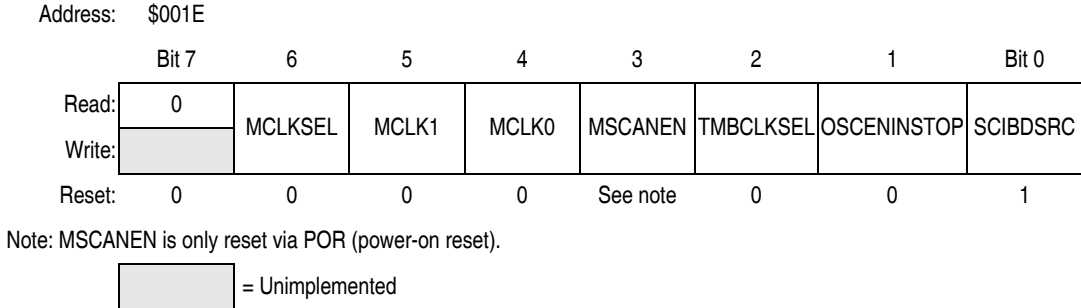 Address: $001E
Bit 7 6 5 4 3 2 1 Bit 0
Read: 0
MCLKSEL MCLK1 MCLK0 MSCANEN TMBCLKSEL OSCENINSTOP SCIBDSRC
Write:
Reset: 0 0 0 0 See note 0 0 1
Note: MSCANEN is only reset via POR (power-on reset).
= Unimplemented